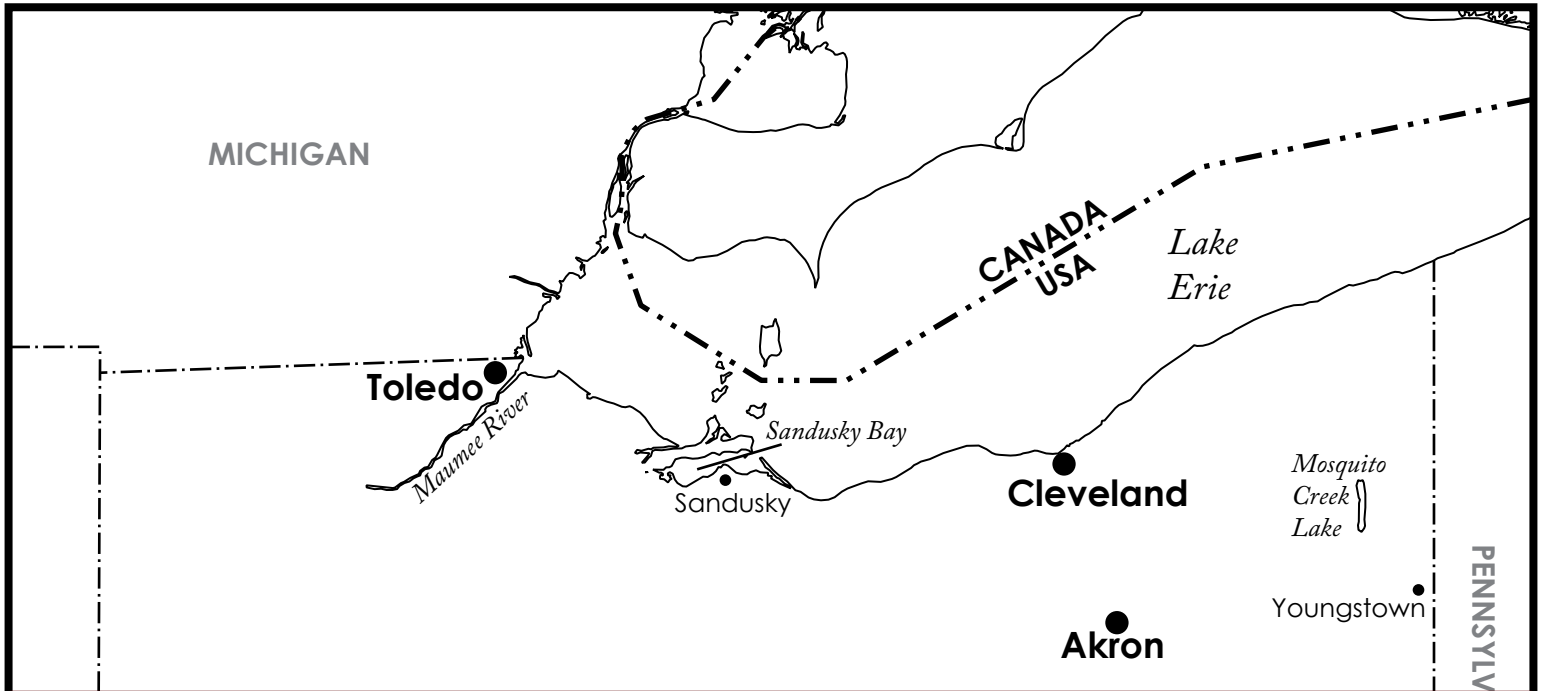 MICHIGAN
CANADA
USA
Lake
Erie
Toledo
Maumee River
Sandusky Bay
Sandusky
Cleveland
Mosquito
Creek
Lake
Youngstown
Akron
PENNSYLV